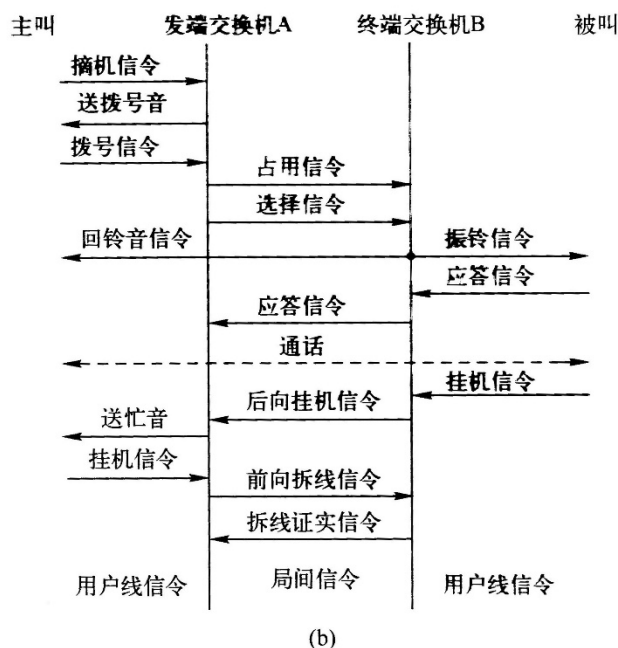 主叫 发端交换机A 终端交换机B 被叫
摘机信令
送拨号音
拨号信令
占用信令
选择信令
回铃音信令 振铃信令
应答信令
应答信令
通话
挂机信令
后向挂机信令
送忙音
挂机信令
前向拆线信令
拆线证实信令
用户线信令 局间信令 用户线信令
(b)